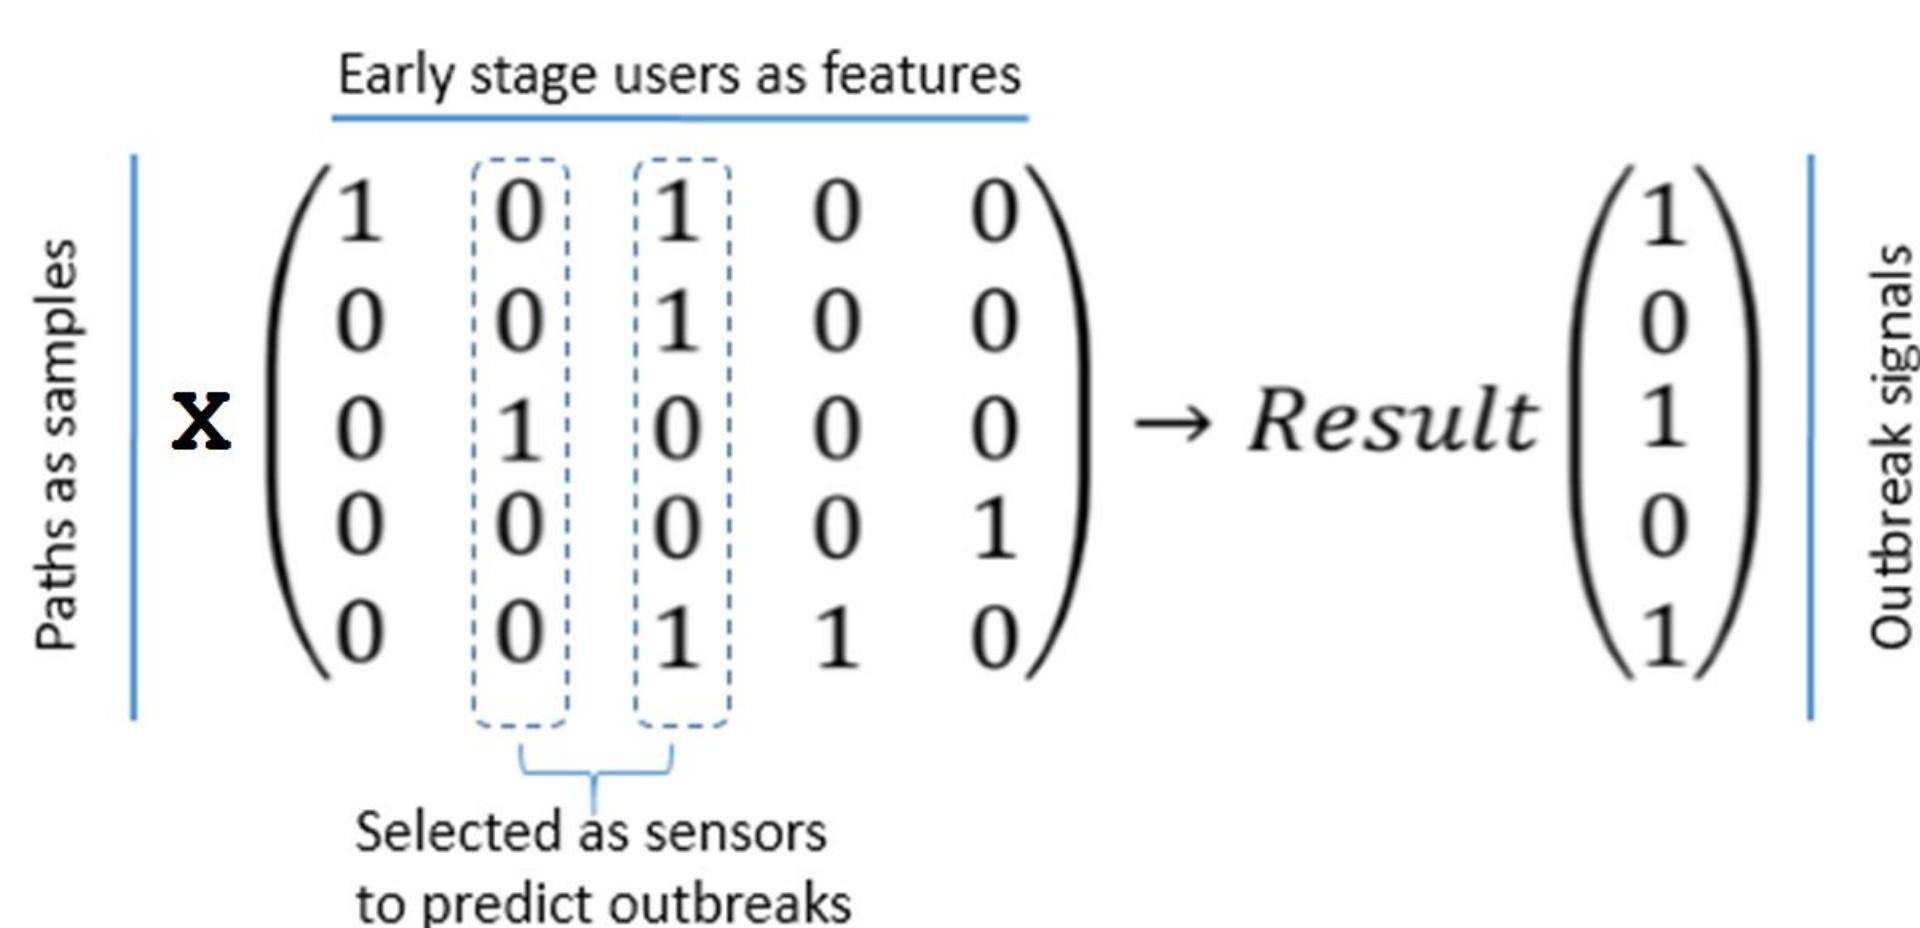 Early stage users as features
Paths as samples
x
1 0 1 0 0
0 0 1 0 0
0 1 0 0 0
0 0 0 0 1
0 0 1 1 0
→ Result
1
0
1
0
1
Outbreak signals
Selected as sensors
to predict outbreaks